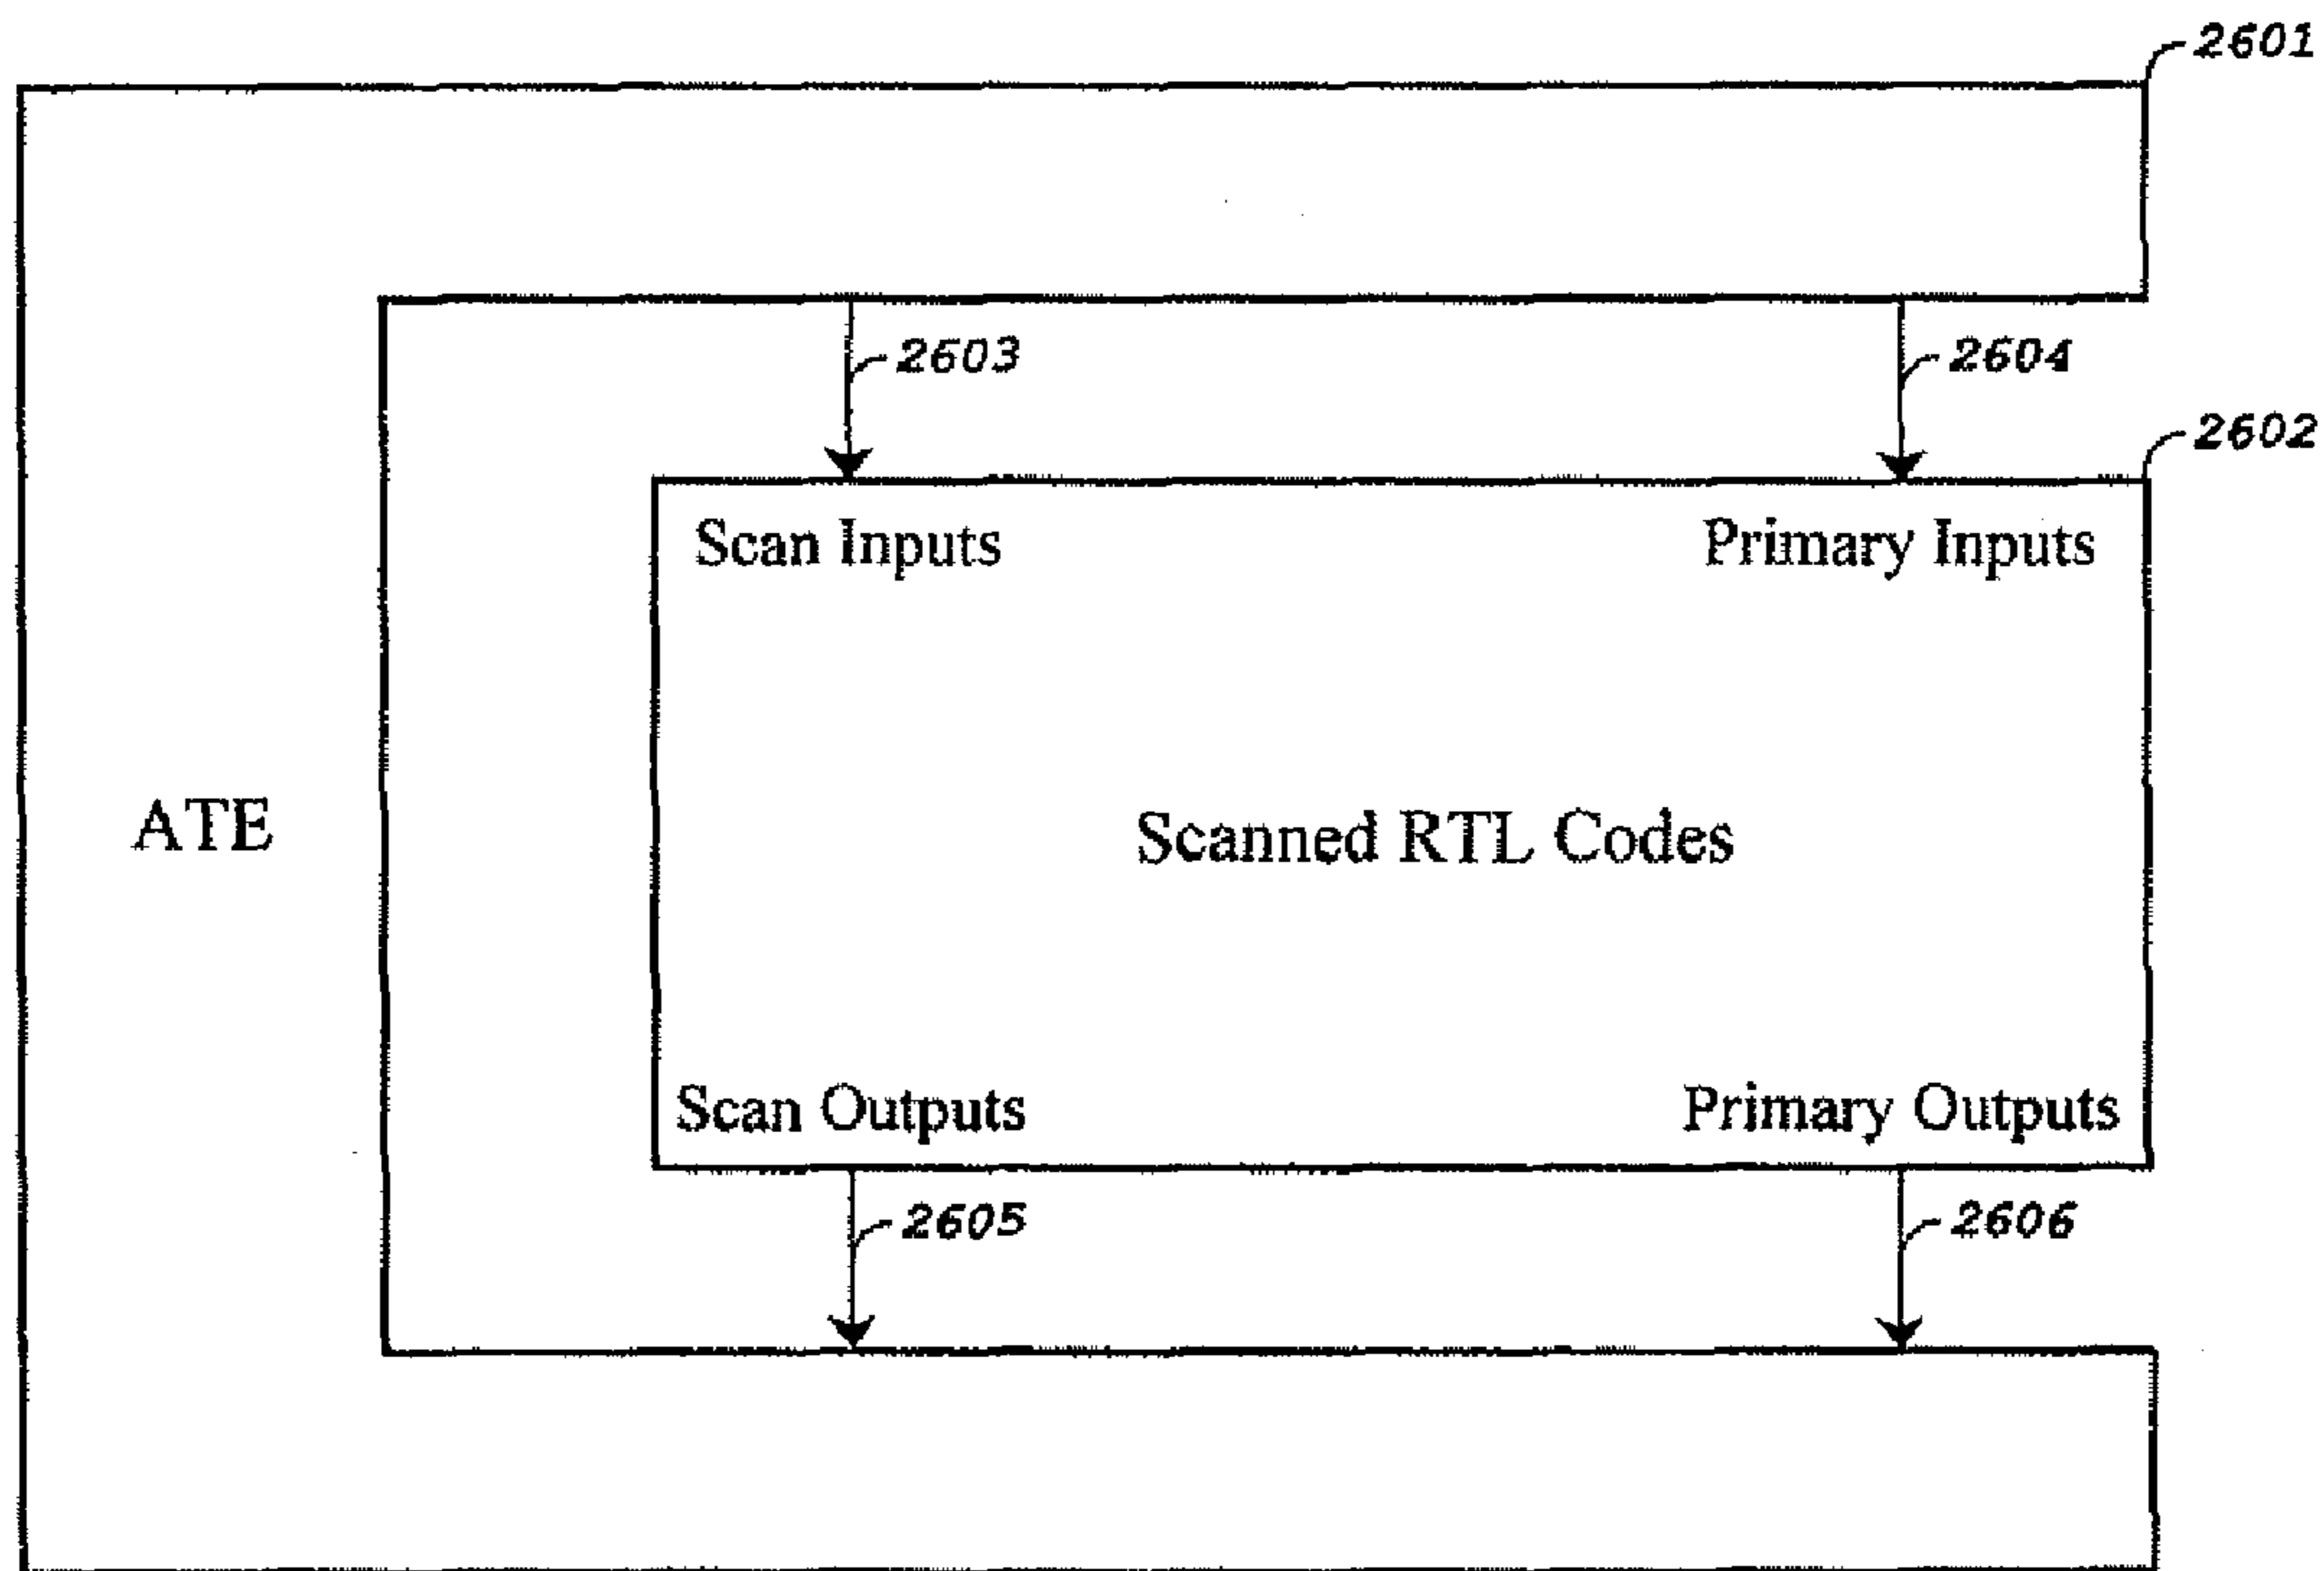 2601
2603
2604
2602
Scan Inputs
Primary Inputs
ATE
Scanned RTL Codes
Scan Outputs
Primary Outputs
2605
2606